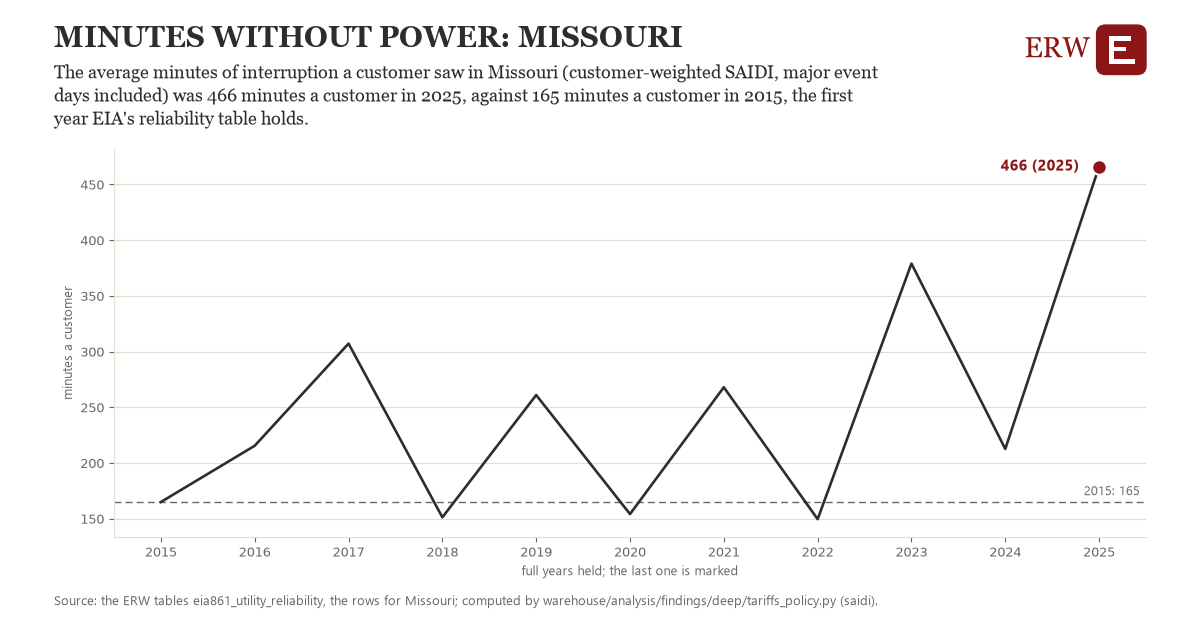 MINUTES WITHOUT POWER: MISSOURI
ERW E
The average minutes of interruption a customer saw in Missouri (customer-weighted SAIDI, major event
days included) was 466 minutes a customer in 2025, against 165 minutes a customer in 2015, the first
year EIA's reliability table holds.
466 (2025)
450
400
350
300
250
200
150
minutes a customer
2015: 165
2015 2016 2017 2018 2019 2020 2021 2022 2023 2024 2025
full years held; the last one is marked
Source: the ERW tables eia861_utility_reliability, the rows for Missouri; computed by warehouse/analysis/findings/deep/tariffs_policy.py (saidi).